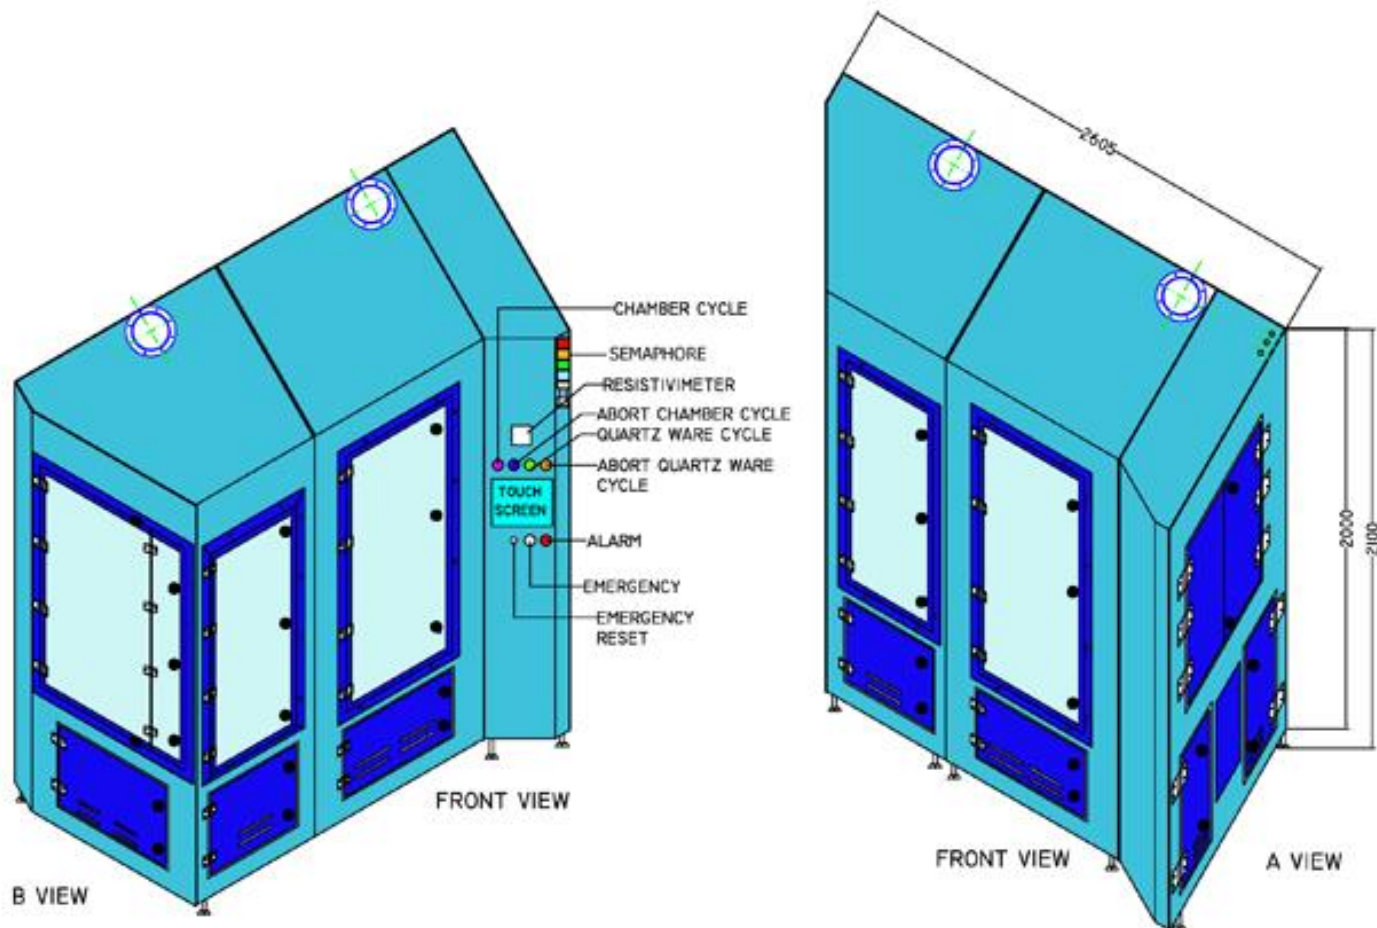 2605
CHAMBER CYCLE
SEMAPHORE
RESISTIVIMETER
ABORT CHAMBER CYCLE
QUARTZ WARE CYCLE
ABORT QUARTZ WARE
CYCLE
TOUCH
SCREEN
ALARM
EMERGENCY
EMERGENCY
RESET
2000
2100
FRONT VIEW
B VIEW
FRONT VIEW
A VIEW